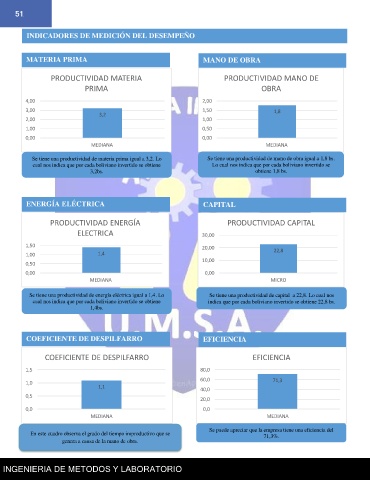 51
INDICADORES DE MEDICIÓN DEL DESEMPEÑO
MATERIA PRIMA
PRODUCTIVIDAD MATERIA
PRIMA
4,00
3,00
2,00
1,00
0,00
3,2
MEDIANA
Se tiene una productividad de materia prima igual a 3,2. Lo
cual nos indica que por cada boliviano invertido se obtiene
3,2bs.
MANO DE OBRA
PRODUCTIVIDAD MANO DE
OBRA
2,00
1,50
1,00
0,50
0,00
1,8
MEDIANA
Se tiene una productividad de mano de obra igual a 1,8 bs.
Lo cual nos indica que por cada boliviano invertido se
obtiene 1,8 bs.
ENERGÍA ELÉCTRICA
PRODUCTIVIDAD ENERGÍA
ELECTRICA
1,50
1,00
0,50
0,00
1,4
MEDIANA
Se tiene una productividad de energía eléctrica igual a 1,4. Lo
cual nos indica que por cada boliviano invertido se obtiene
1,4bs.
CAPITAL
PRODUCTIVIDAD CAPITAL
30,00
20,00
10,00
0,00
22,8
MICRO
Se tiene una productividad de capital a 22,8. Lo cual nos
indica que por cada boliviano invertido se obtiene 22,8 bs.
U.M.S.A.
COEFICIENTE DE DESPILFARRO
COEFICIENTE DE DESPILFARRO
1,5
1,0
0,5
0,0
1,1
MEDIANA
En este cuadro observa el grado del tiempo improductivo que se
genera a causa de la mano de obra.
EFICIENCIA
EFICIENCIA
80,0
60,0
40,0
20,0
0,0
71,3
MEDIANA
Se puede apreciar que la empresa tiene una eficiencia del
71,3%.
INGENIERIA DE METODOS Y LABORATORIO